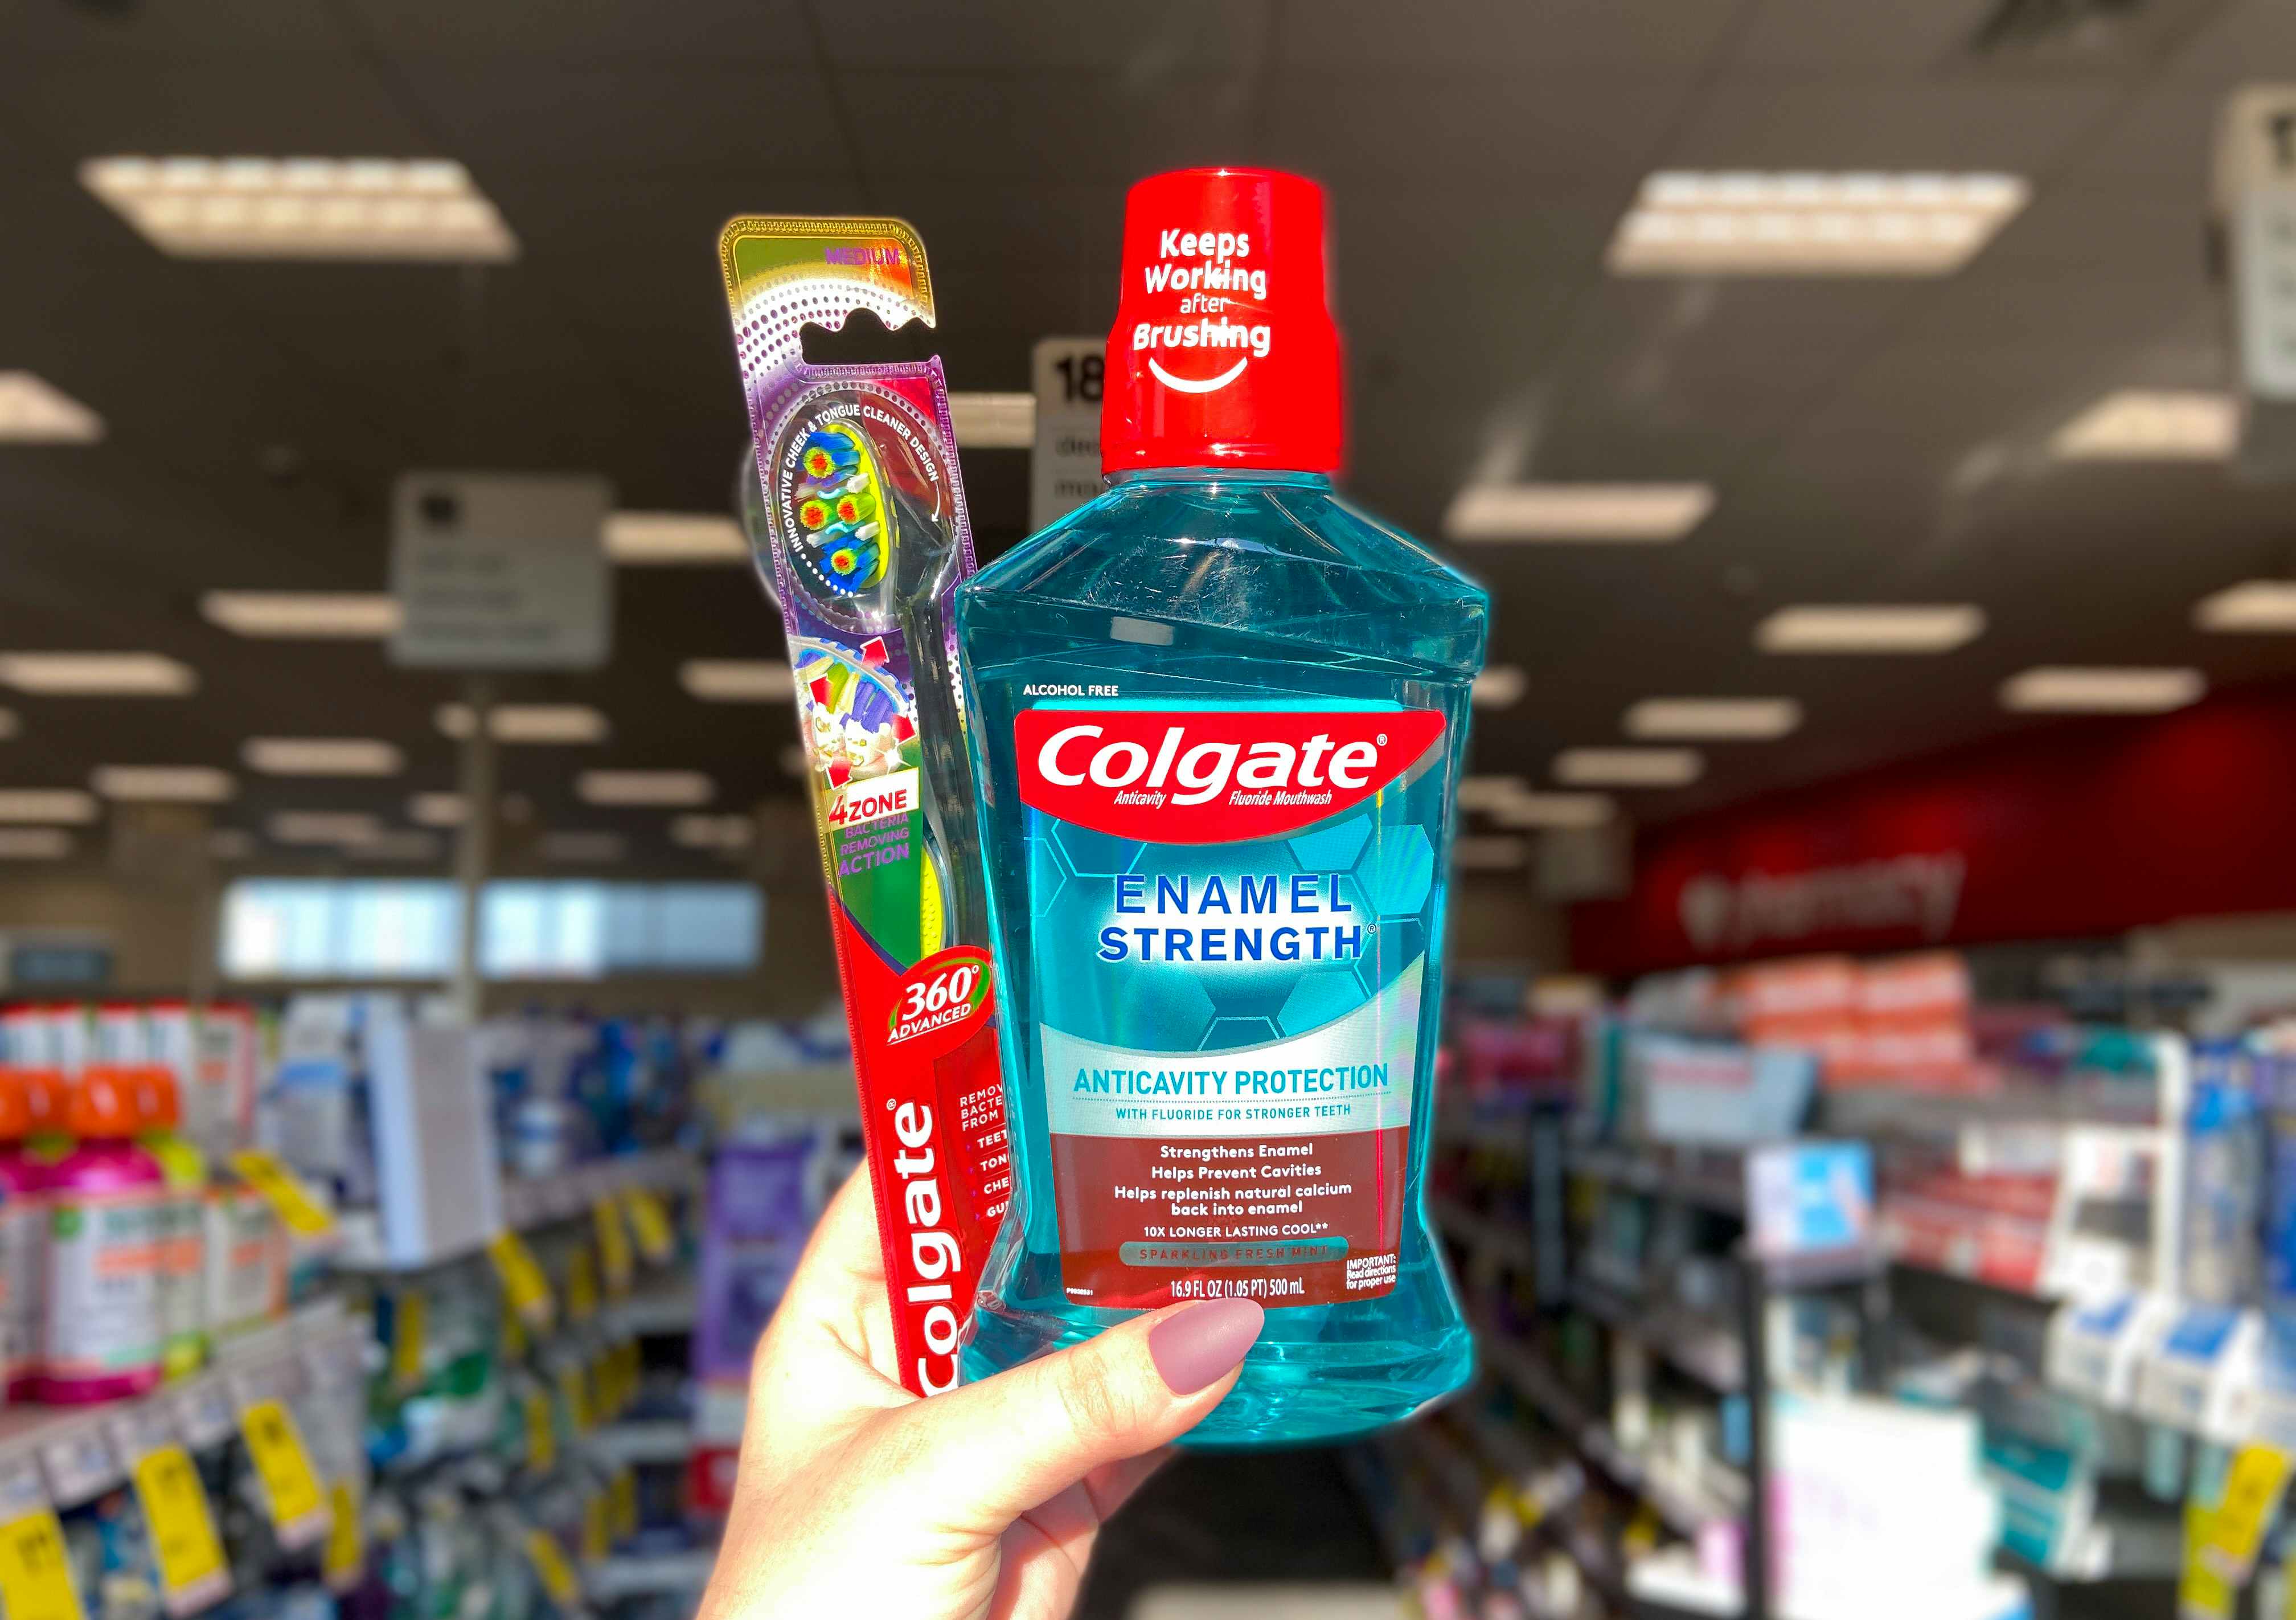 MEDIUM
INNOVATIVE CHEEK & TONGUE CLEANER DESIGN
4ZONE
BACTERIA
REMOVING
ACTION
360°
ADVANCED
Colgate®
FROM
18
Keeps
Working
after
Brushing
ALCOHOL FREE
Colgate®
Anticavity Fluoride Mouthwash
ENAMEL
STRENGTH®
ANTICAVITY PROTECTION
WITH FLUORIDE FOR STRONGER TEETH
Strengthens Enamel
Helps Prevent Cavities
Helps replenish natural calcium
back into enamel
10X LONGER LASTING COOL**
SPARKLING FRESH MINT
IMPORTANT:
Read directions
for proper use
16.9 FL OZ (1.05 PT) 500 mL
pharmacy